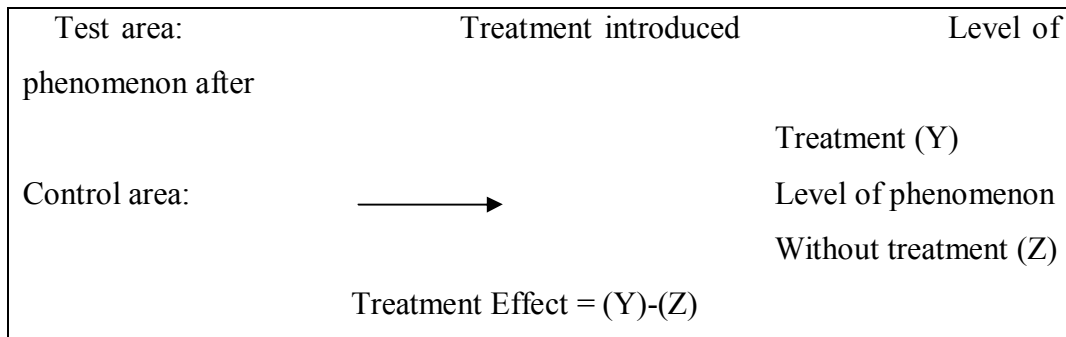 Test area: Treatment introduced Level of
phenomenon after
Treatment (Y)
Control area: Level of phenomenon
Without treatment (Z)
Treatment Effect = (Y)-(Z)